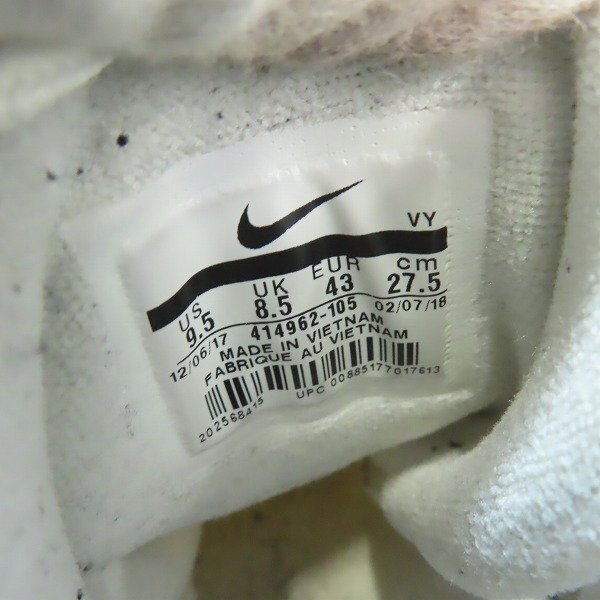 VY
US UK EUR cm
9.5 8.5 43 27.5
12/06/17 414962-105 02/07/18
MADE IN VIETNAM
FABRIQUE AU VIETNAM
202568415 UPC 00885177017613